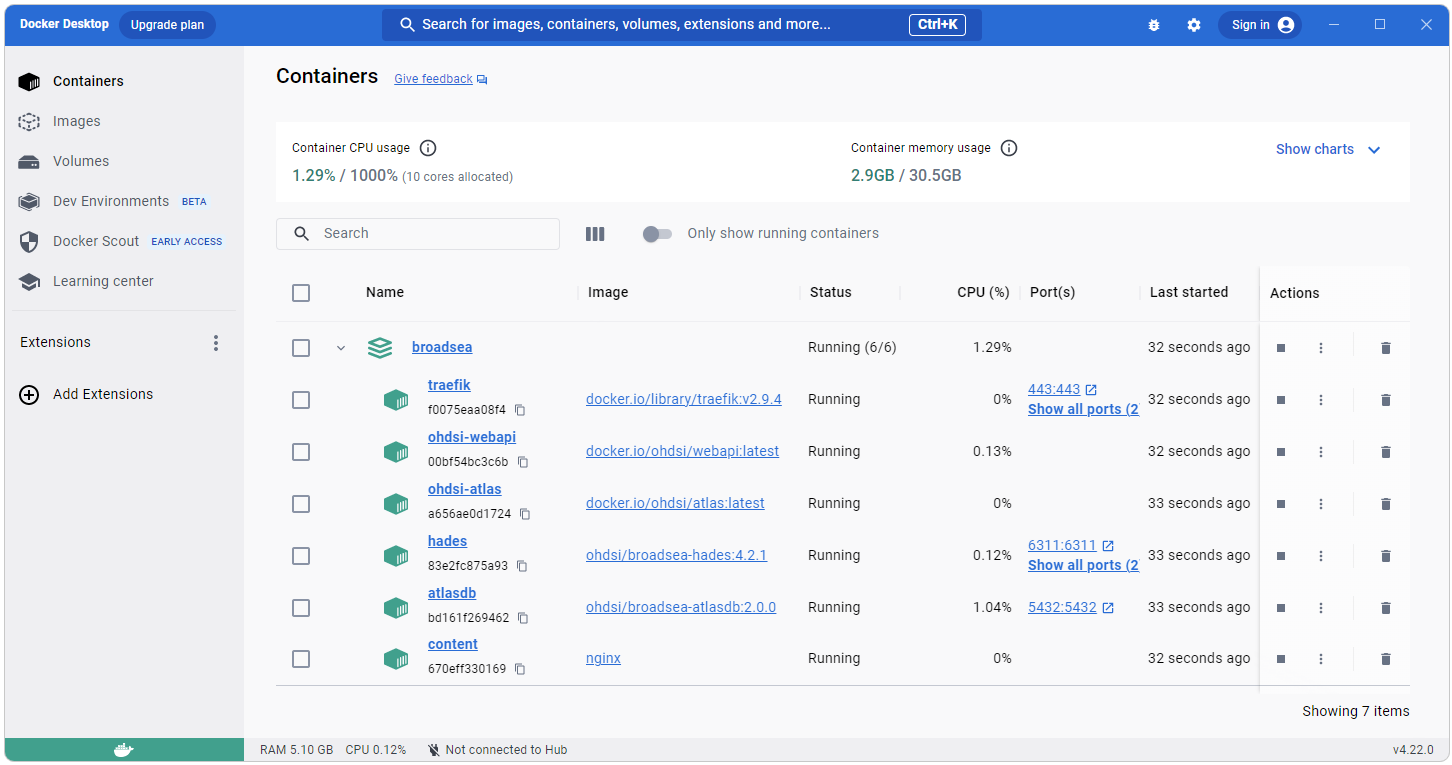 Docker Desktop Upgrade plan Search for images, containers, volumes, extensions and more... Ctrl+K Sign in
Containers
Images
Volumes
Dev Environments BETA
Docker Scout EARLY ACCESS
Learning center
Extensions
Add Extensions
Containers Give feedback
Container CPU usage
1.29% / 1000% (10 cores allocated)
Container memory usage
2.9GB / 30.5GB
Show charts
Search Only show running containers
Name Image Status CPU (%) Port(s) Last started Actions
broadsea Running (6/6) 1.29% 32 seconds ago
traefik
f0075eaa08f4
docker.io/library/traefik:v2.9.4 Running 0% 443:443 32 seconds ago
Show all ports (2
ohdsi-webapi
00bf54bc3c6b
docker.io/ohdsi/webapi:latest Running 0.13% 32 seconds ago
ohdsi-atlas
a656ae0d1724
docker.io/ohdsi/atlas:latest Running 0% 33 seconds ago
hades
83e2fc875a93
ohdsi/broadsea-hades:4.2.1 Running 0.12% 6311:6311 33 seconds ago
Show all ports (2
atlasdb
bd161f269462
ohdsi/broadsea-atlasdb:2.0.0 Running 1.04% 5432:5432 33 seconds ago
content
670eff330169
nginx Running 0% 32 seconds ago
Showing 7 items
RAM 5.10 GB CPU 0.12% Not connected to Hub v4.22.0